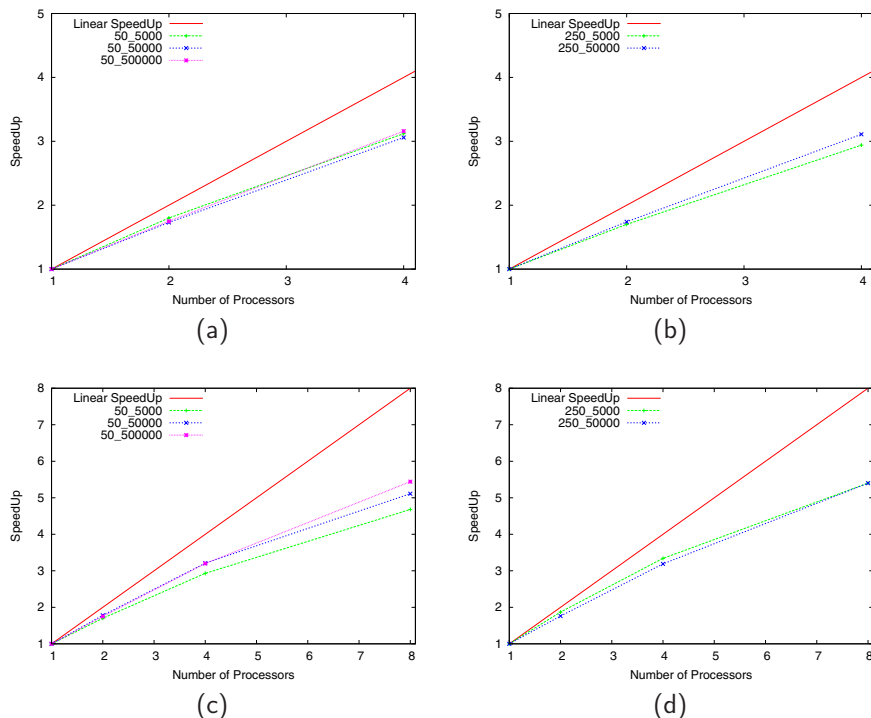 5
4
3
2
1
SpeedUp
Linear SpeedUp
50_5000
50_50000
50_500000
1 2 3 4
Number of Processors
(a)
5
4
3
2
1
SpeedUp
Linear SpeedUp
250_5000
250_50000
1 2 3 4
Number of Processors
(b)
8
7
6
5
4
3
2
1
SpeedUp
Linear SpeedUp
50_5000
50_50000
50_500000
1 2 3 4 5 6 7 8
Number of Processors
(c)
8
7
6
5
4
3
2
1
SpeedUp
Linear SpeedUp
250_5000
250_50000
1 2 3 4 5 6 7 8
Number of Processors
(d)